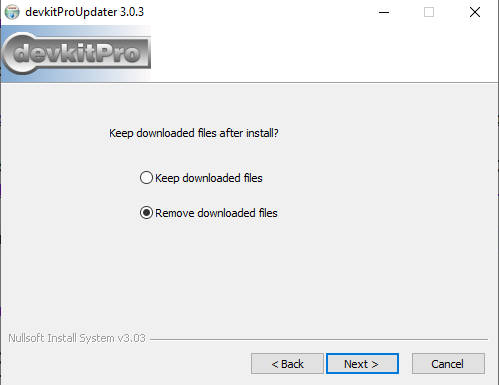 devkitProUpdater 3.0.3
devkitPro
Keep downloaded files after install?
Keep downloaded files
Remove downloaded files
Nullsoft Install System v3.03
< Back
Next >
Cancel